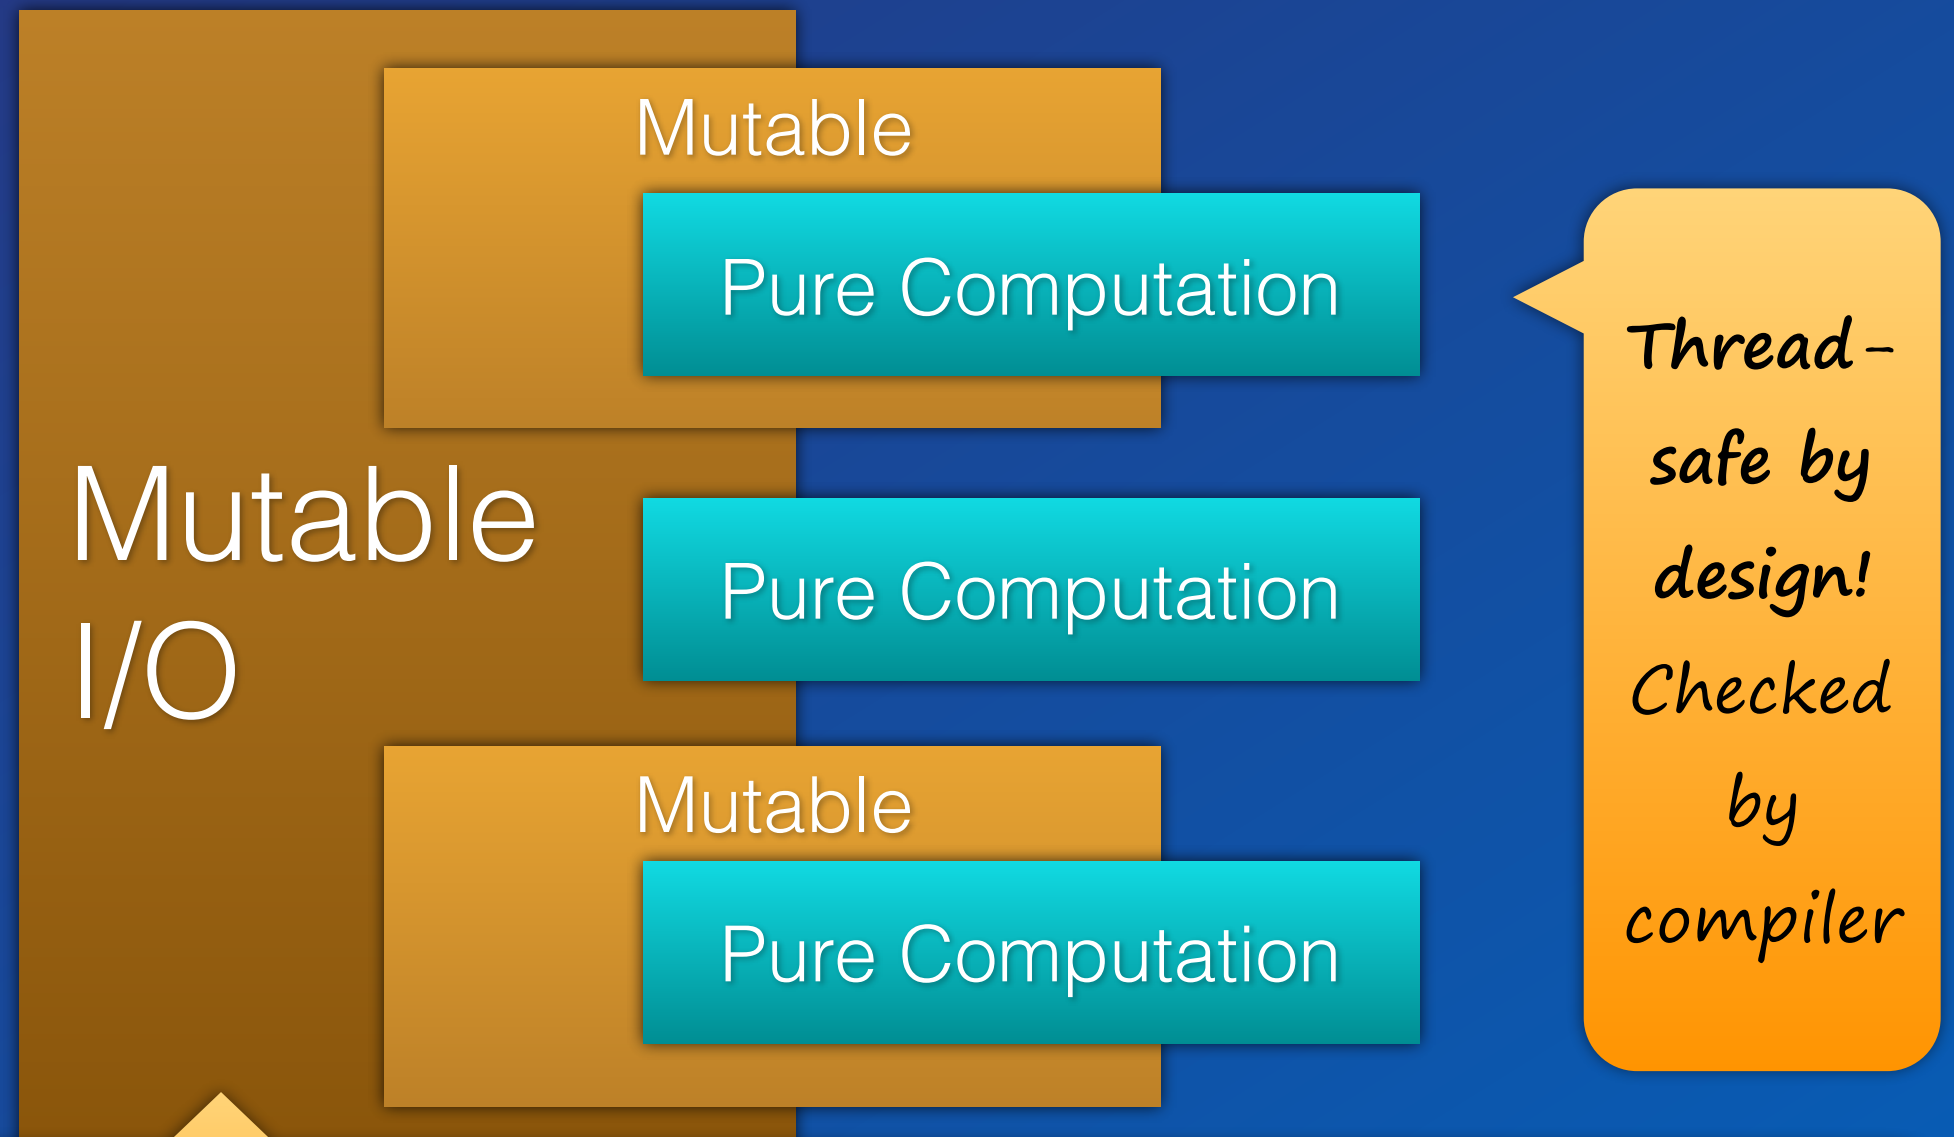 Mutable
Pure Computation
Mutable
I/O
Pure Computation
Mutable
Pure Computation
Thread-
safe by
design!
Checked
by
compiler